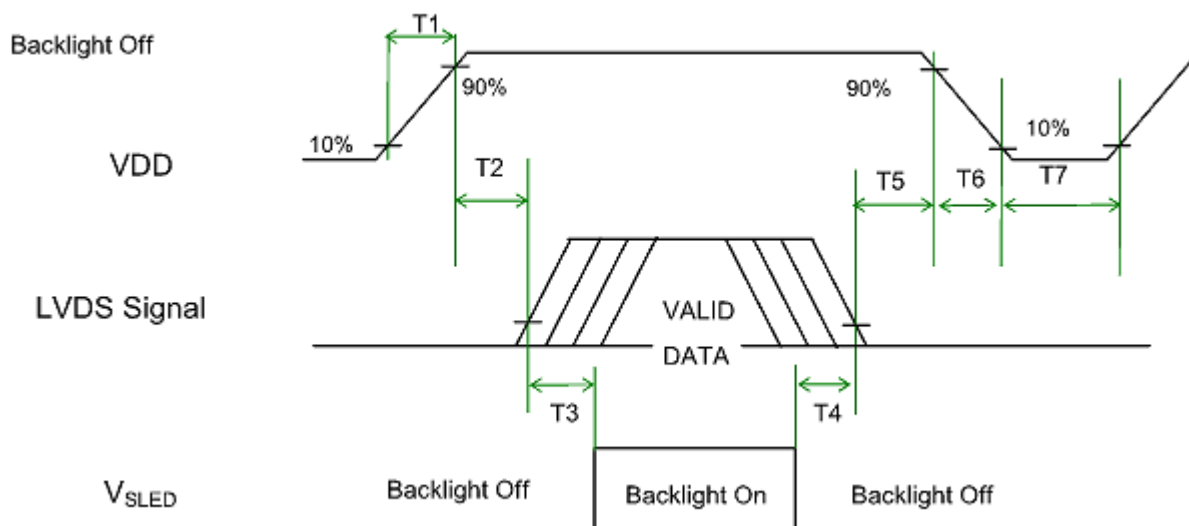 T1
Backlight Off
90%
90%
10%
10%
VDD
T2
T5
T6
T7
LVDS Signal
VALID
DATA
T3
T4
VSLED
Backlight Off
Backlight On
Backlight Off